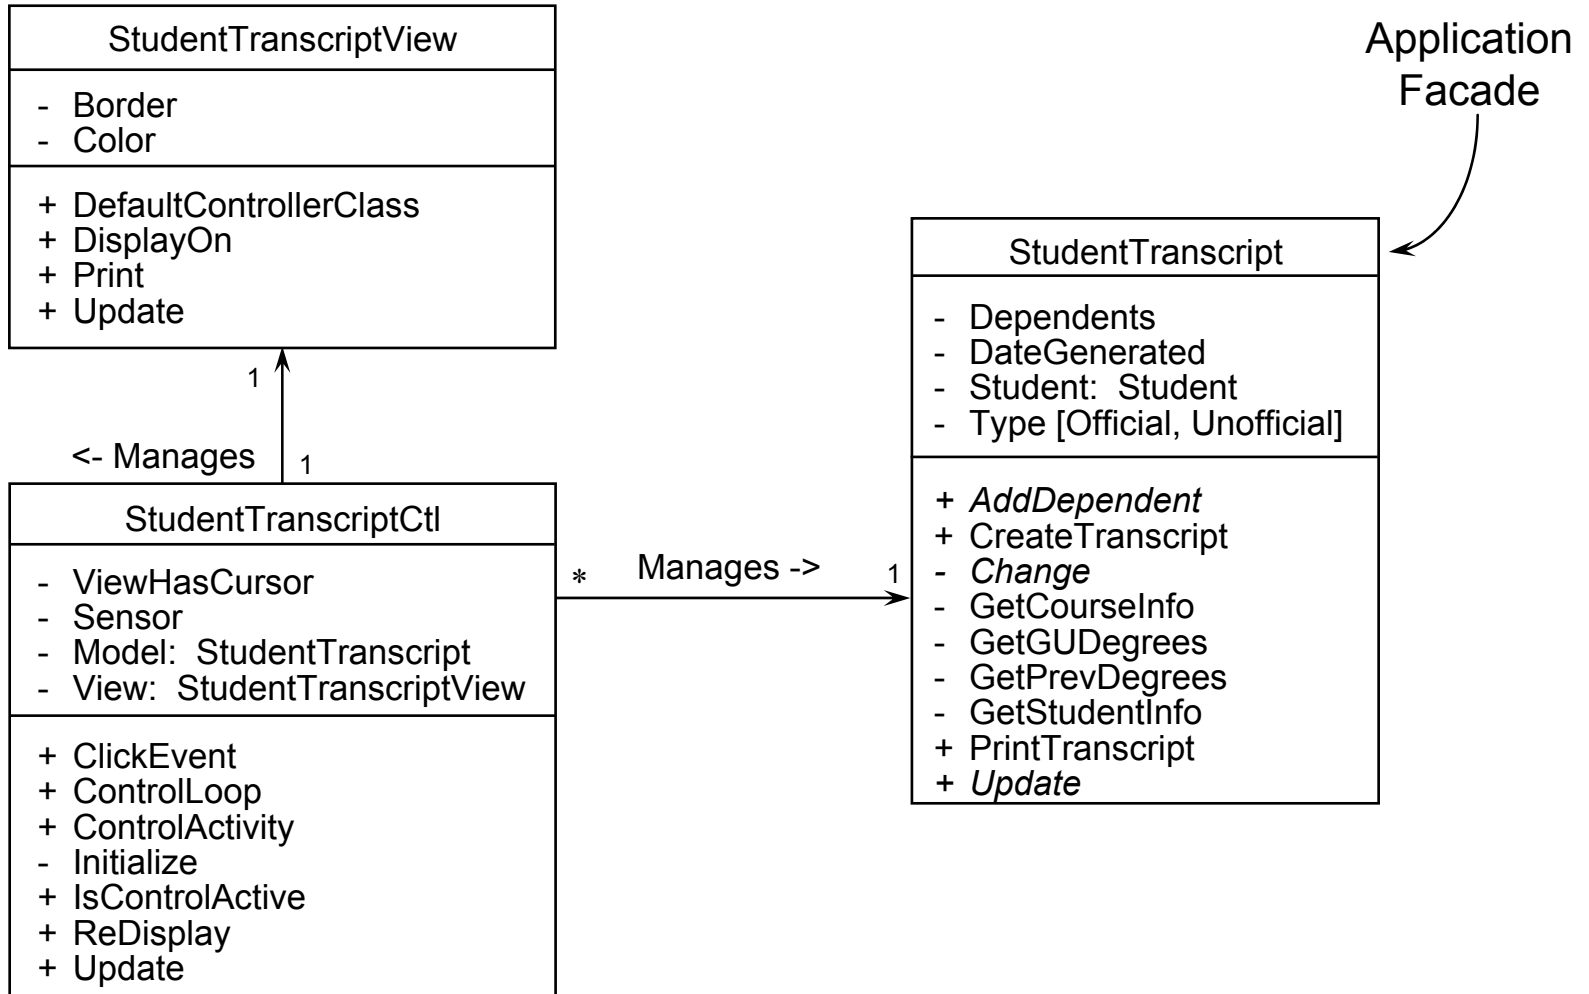 StudentTranscriptView
- Border
- Color
+ DefaultControllerClass
+ DisplayOn
+ Print
+ Update
1
<- Manages
1
StudentTranscriptCtl
- ViewHasCursor
- Sensor
- Model: StudentTranscript
- View: StudentTranscriptView
+ ClickEvent
+ ControlLoop
+ ControlActivity
- Initialize
+ IsControlActive
+ ReDisplay
+ Update
* Manages -> 1
Application
Facade
StudentTranscript
- Dependents
- DateGenerated
- Student: Student
- Type [Official, Unofficial]
+ AddDependent
+ CreateTranscript
- Change
- GetCourseInfo
- GetGUDegrees
- GetPrevDegrees
- GetStudentInfo
+ PrintTranscript
+ Update